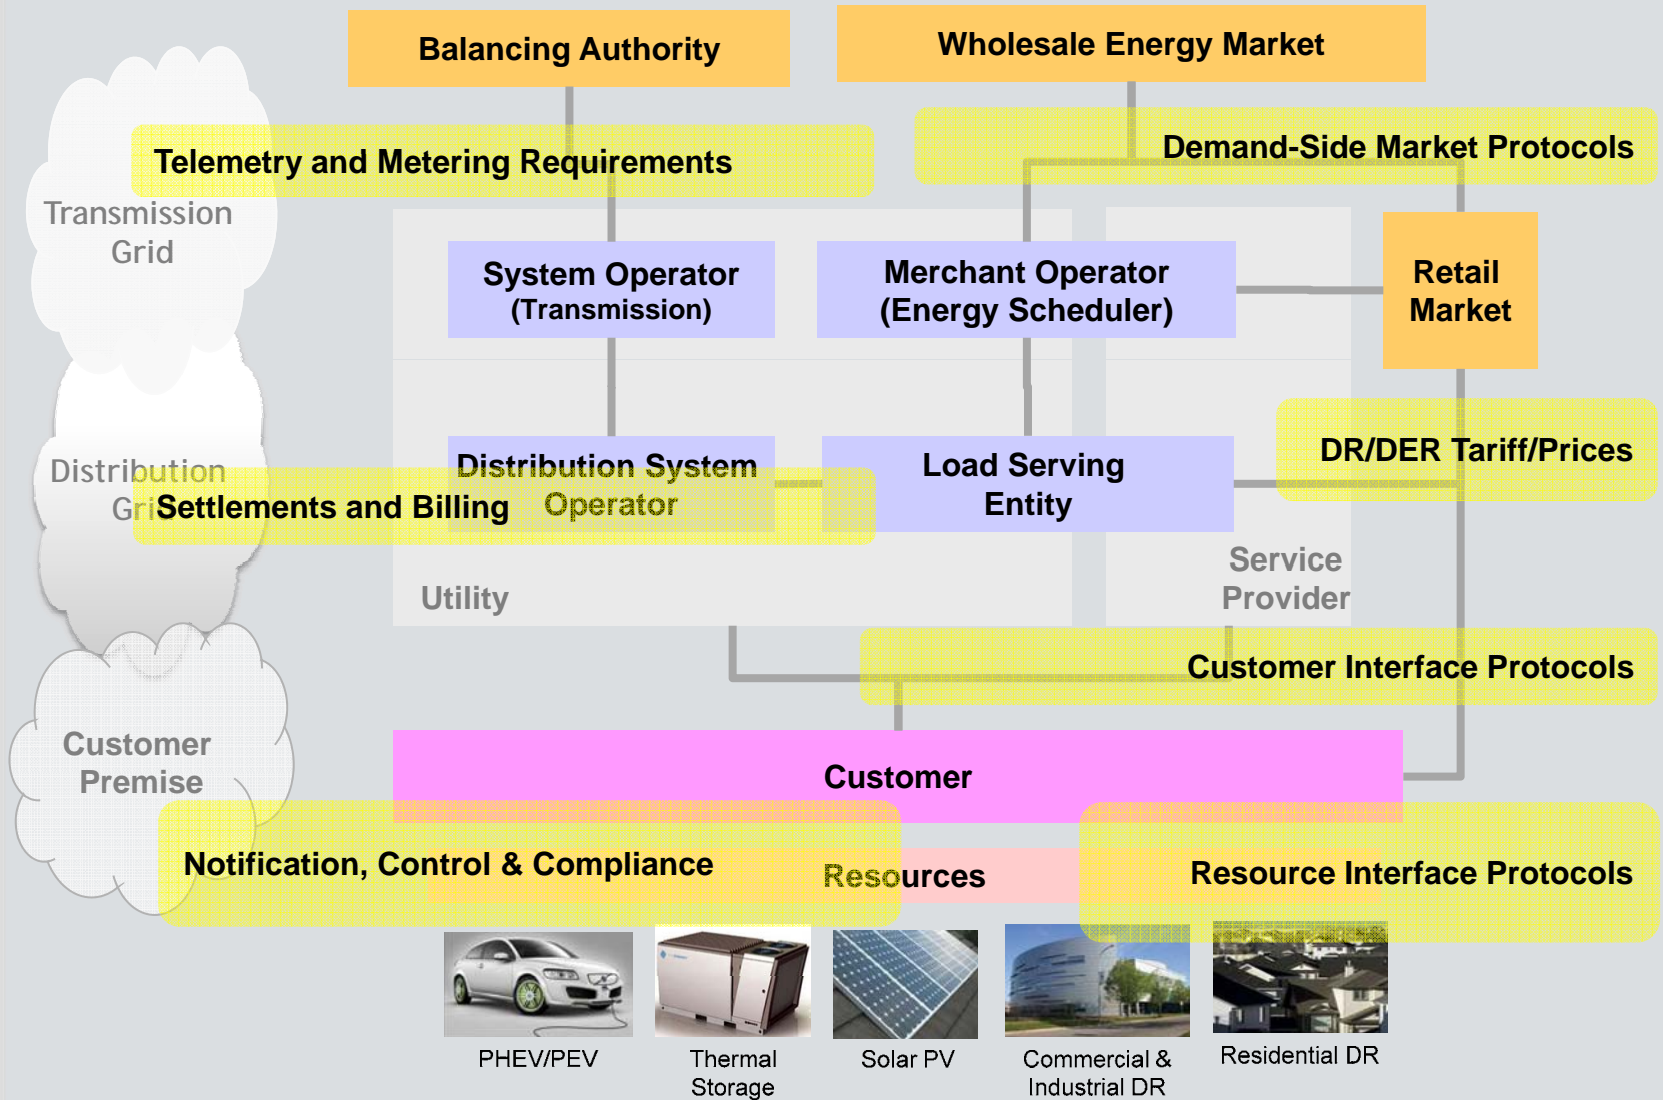 Balancing Authority
Wholesale Energy Market
Telemetry and Metering Requirements
Demand-Side Market Protocols
Transmission
Grid
System Operator
(Transmission)
Merchant Operator
(Energy Scheduler)
Retail
Market
Distribution
Grid
Distribution System
Operator
Settlements and Billing
Load Serving
Entity
DR/DER Tariff/Prices
Utility
Service
Provider
Customer Interface Protocols
Customer
Premise
Customer
Notification, Control & Compliance
Resources
Resource Interface Protocols
PHEV/PEV
Thermal
Storage
Solar PV
Commercial &
Industrial DR
Residential DR